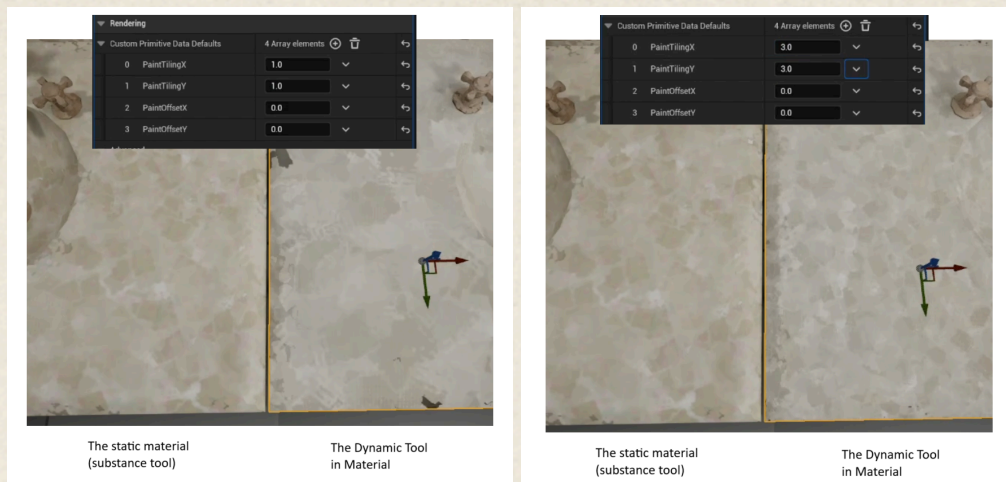 Rendering
Custom Primitive Data Defaults 4 Array elements
0 PaintTilingX 1.0
1 PaintTilingY 1.0
2 PaintOffsetX 0.0
3 PaintOffsetY 0.0
The static material
(substance tool)
The Dynamic Tool
in Material
Custom Primitive Data Defaults 4 Array elements
0 PaintTilingX 3.0
1 PaintTilingY 3.0
2 PaintOffsetX 0.0
3 PaintOffsetY 0.0
The static material
(substance tool)
The Dynamic Tool
in Material